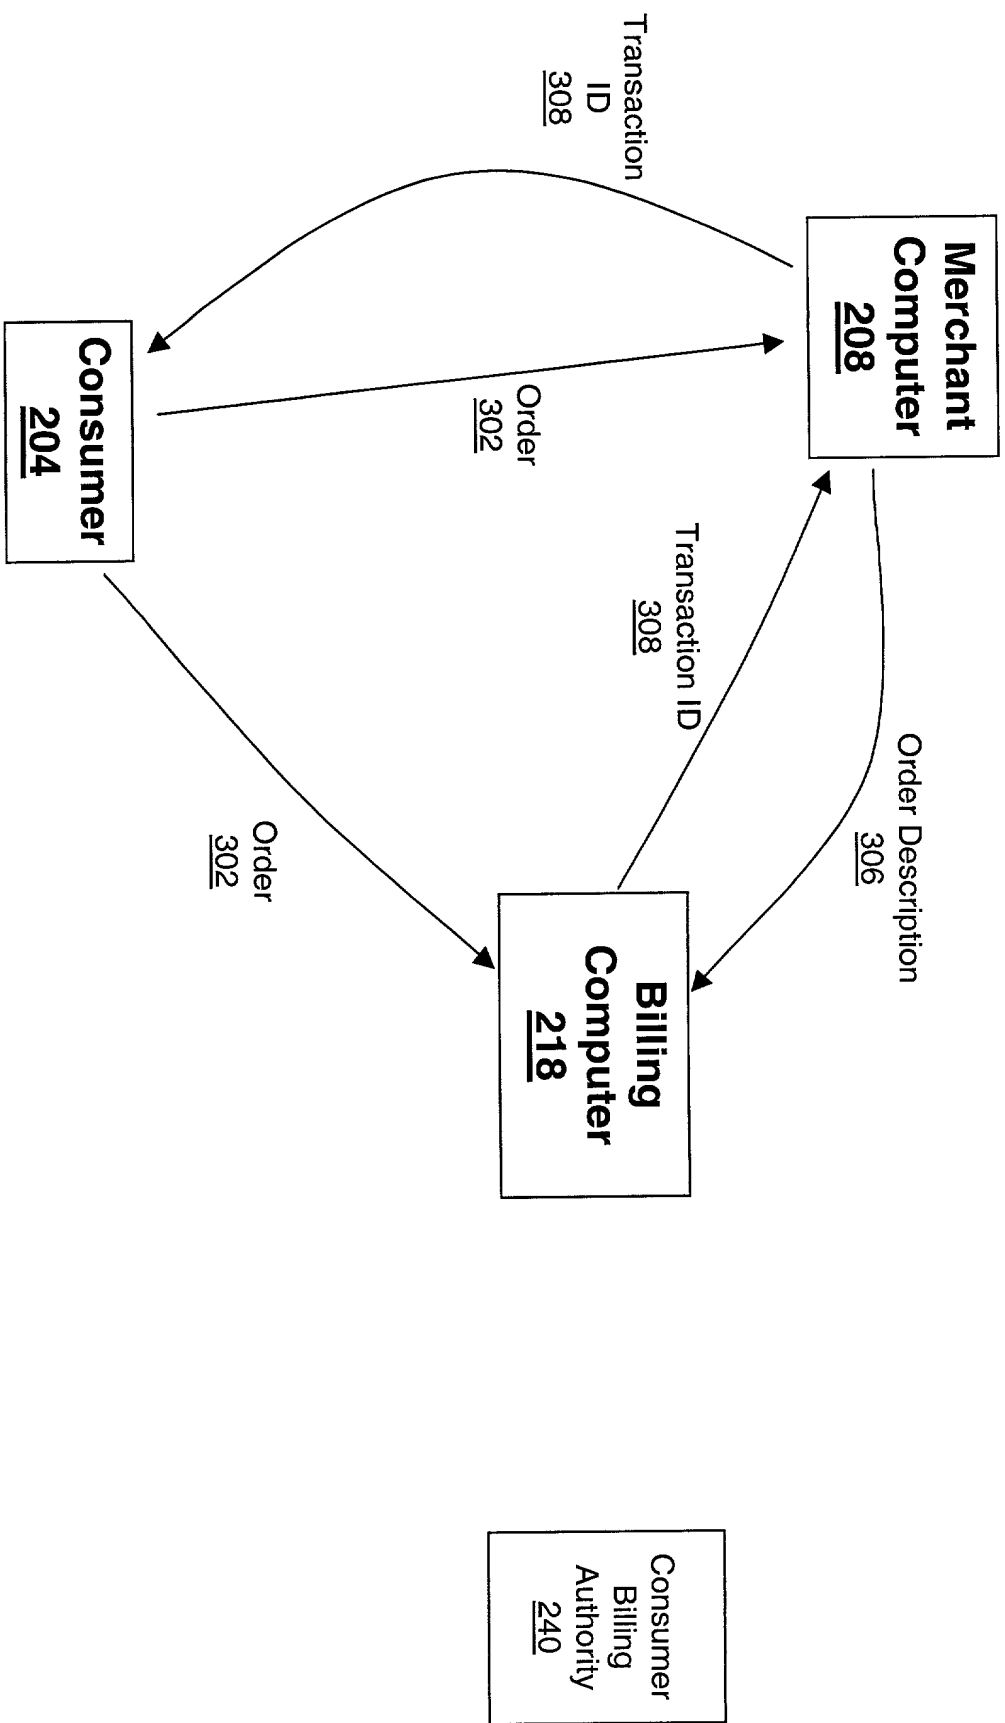 Merchant
Computer
208
Transaction
ID
308
Order
302
Transaction ID
308
Order Description
306
Consumer
204
Order
302
Billing
Computer
218
Consumer
Billing
Authority
240